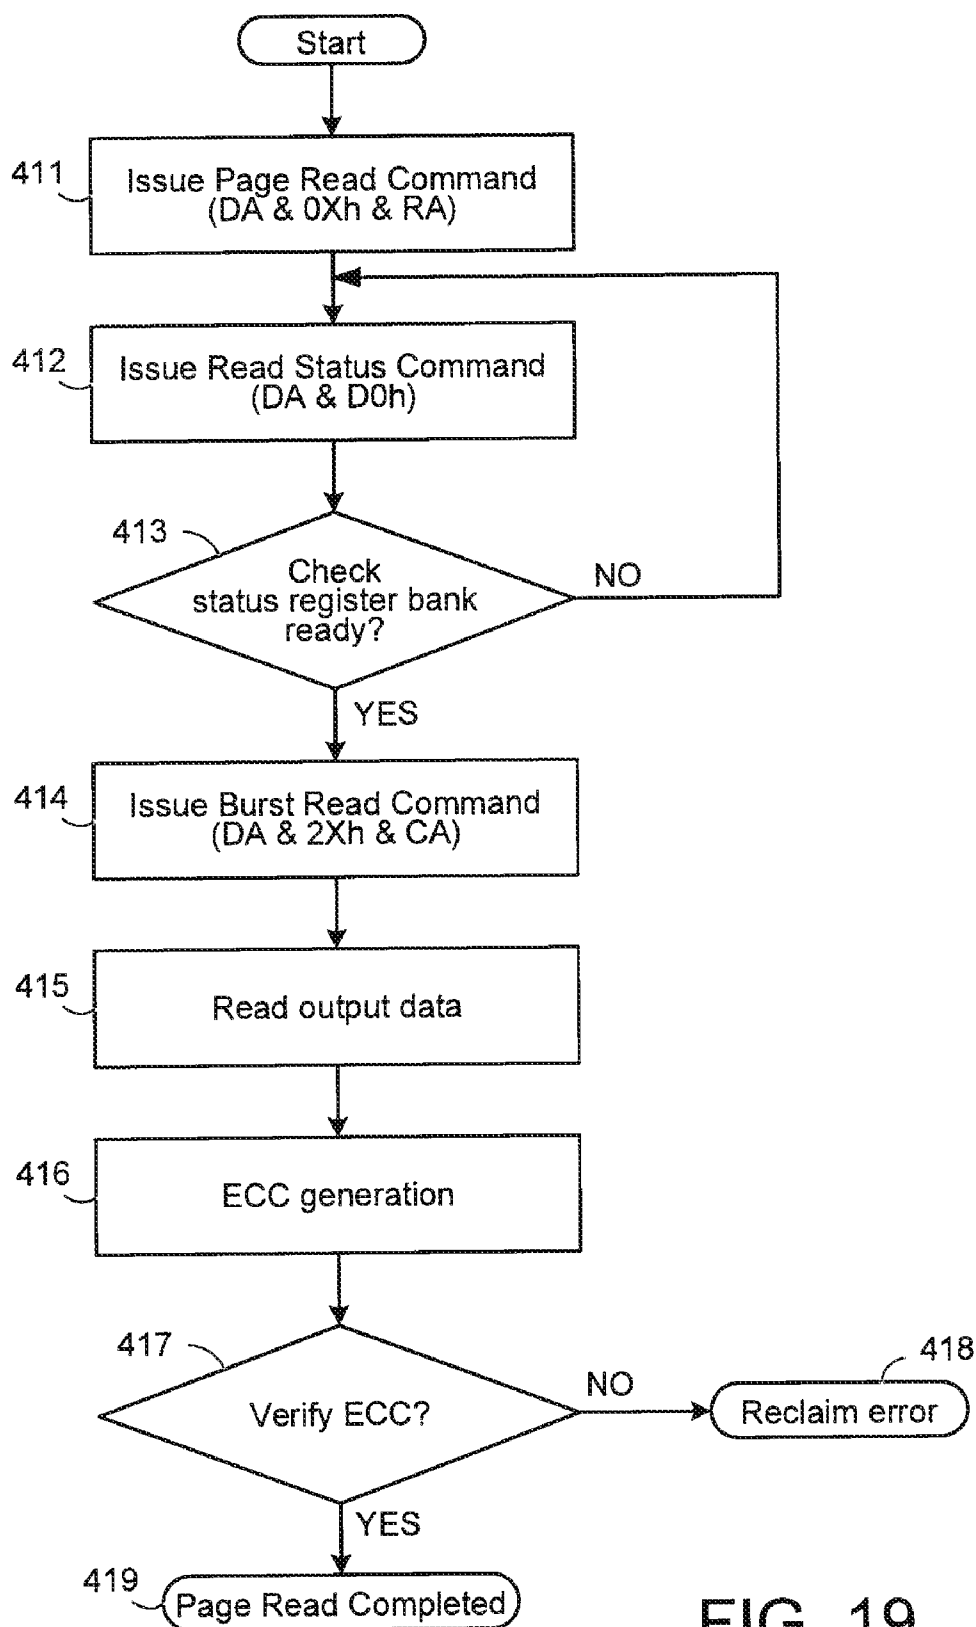 Start
411
Issue Page Read Command
(DA & 0Xh & RA)
412
Issue Read Status Command
(DA & D0h)
413
Check
status register bank
ready?
NO
YES
414
Issue Burst Read Command
(DA & 2Xh & CA)
415
Read output data
416
ECC generation
417
Verify ECC?
NO
418
Reclaim error
YES
419
Page Read Completed
FIG. 19